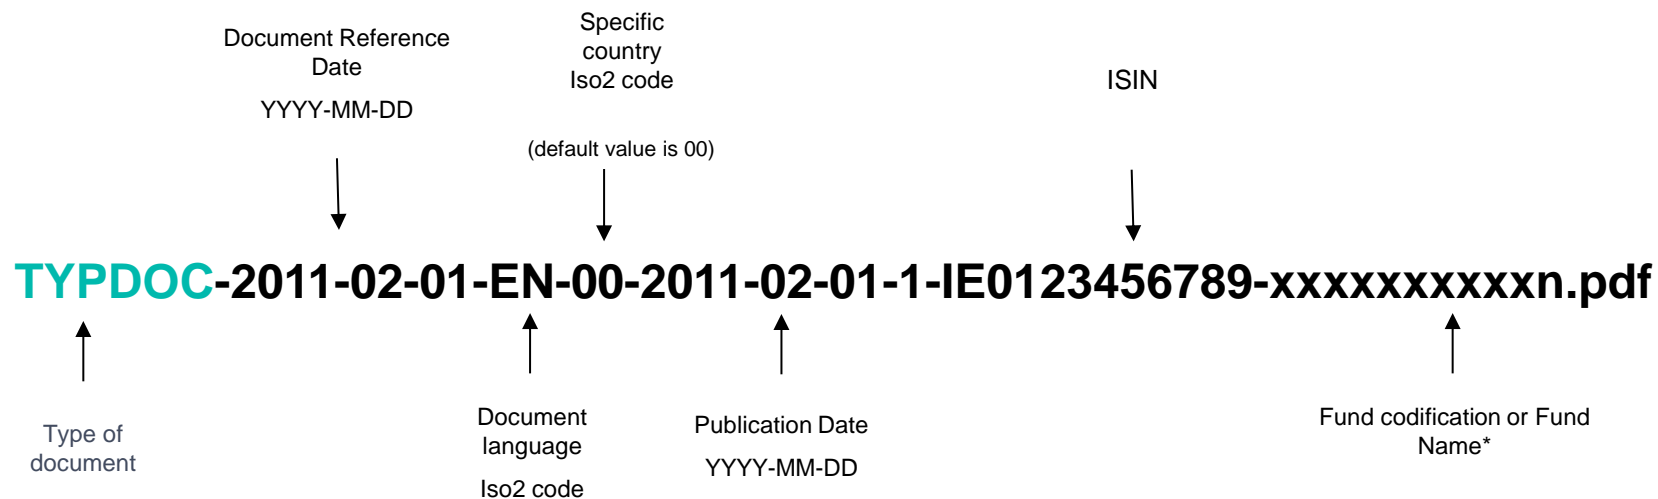 Document Reference
Date
YYYY-MM-DD
Specific
country
Iso2 code
(default value is 00)
ISIN
TYPDOC-2011-02-01-EN-00-2011-02-01-1-IE0123456789-xxxxxxxxxxn.pdf
Type of
document
Document
language
Iso2 code
Publication Date
YYYY-MM-DD
Fund codification or Fund
Name*